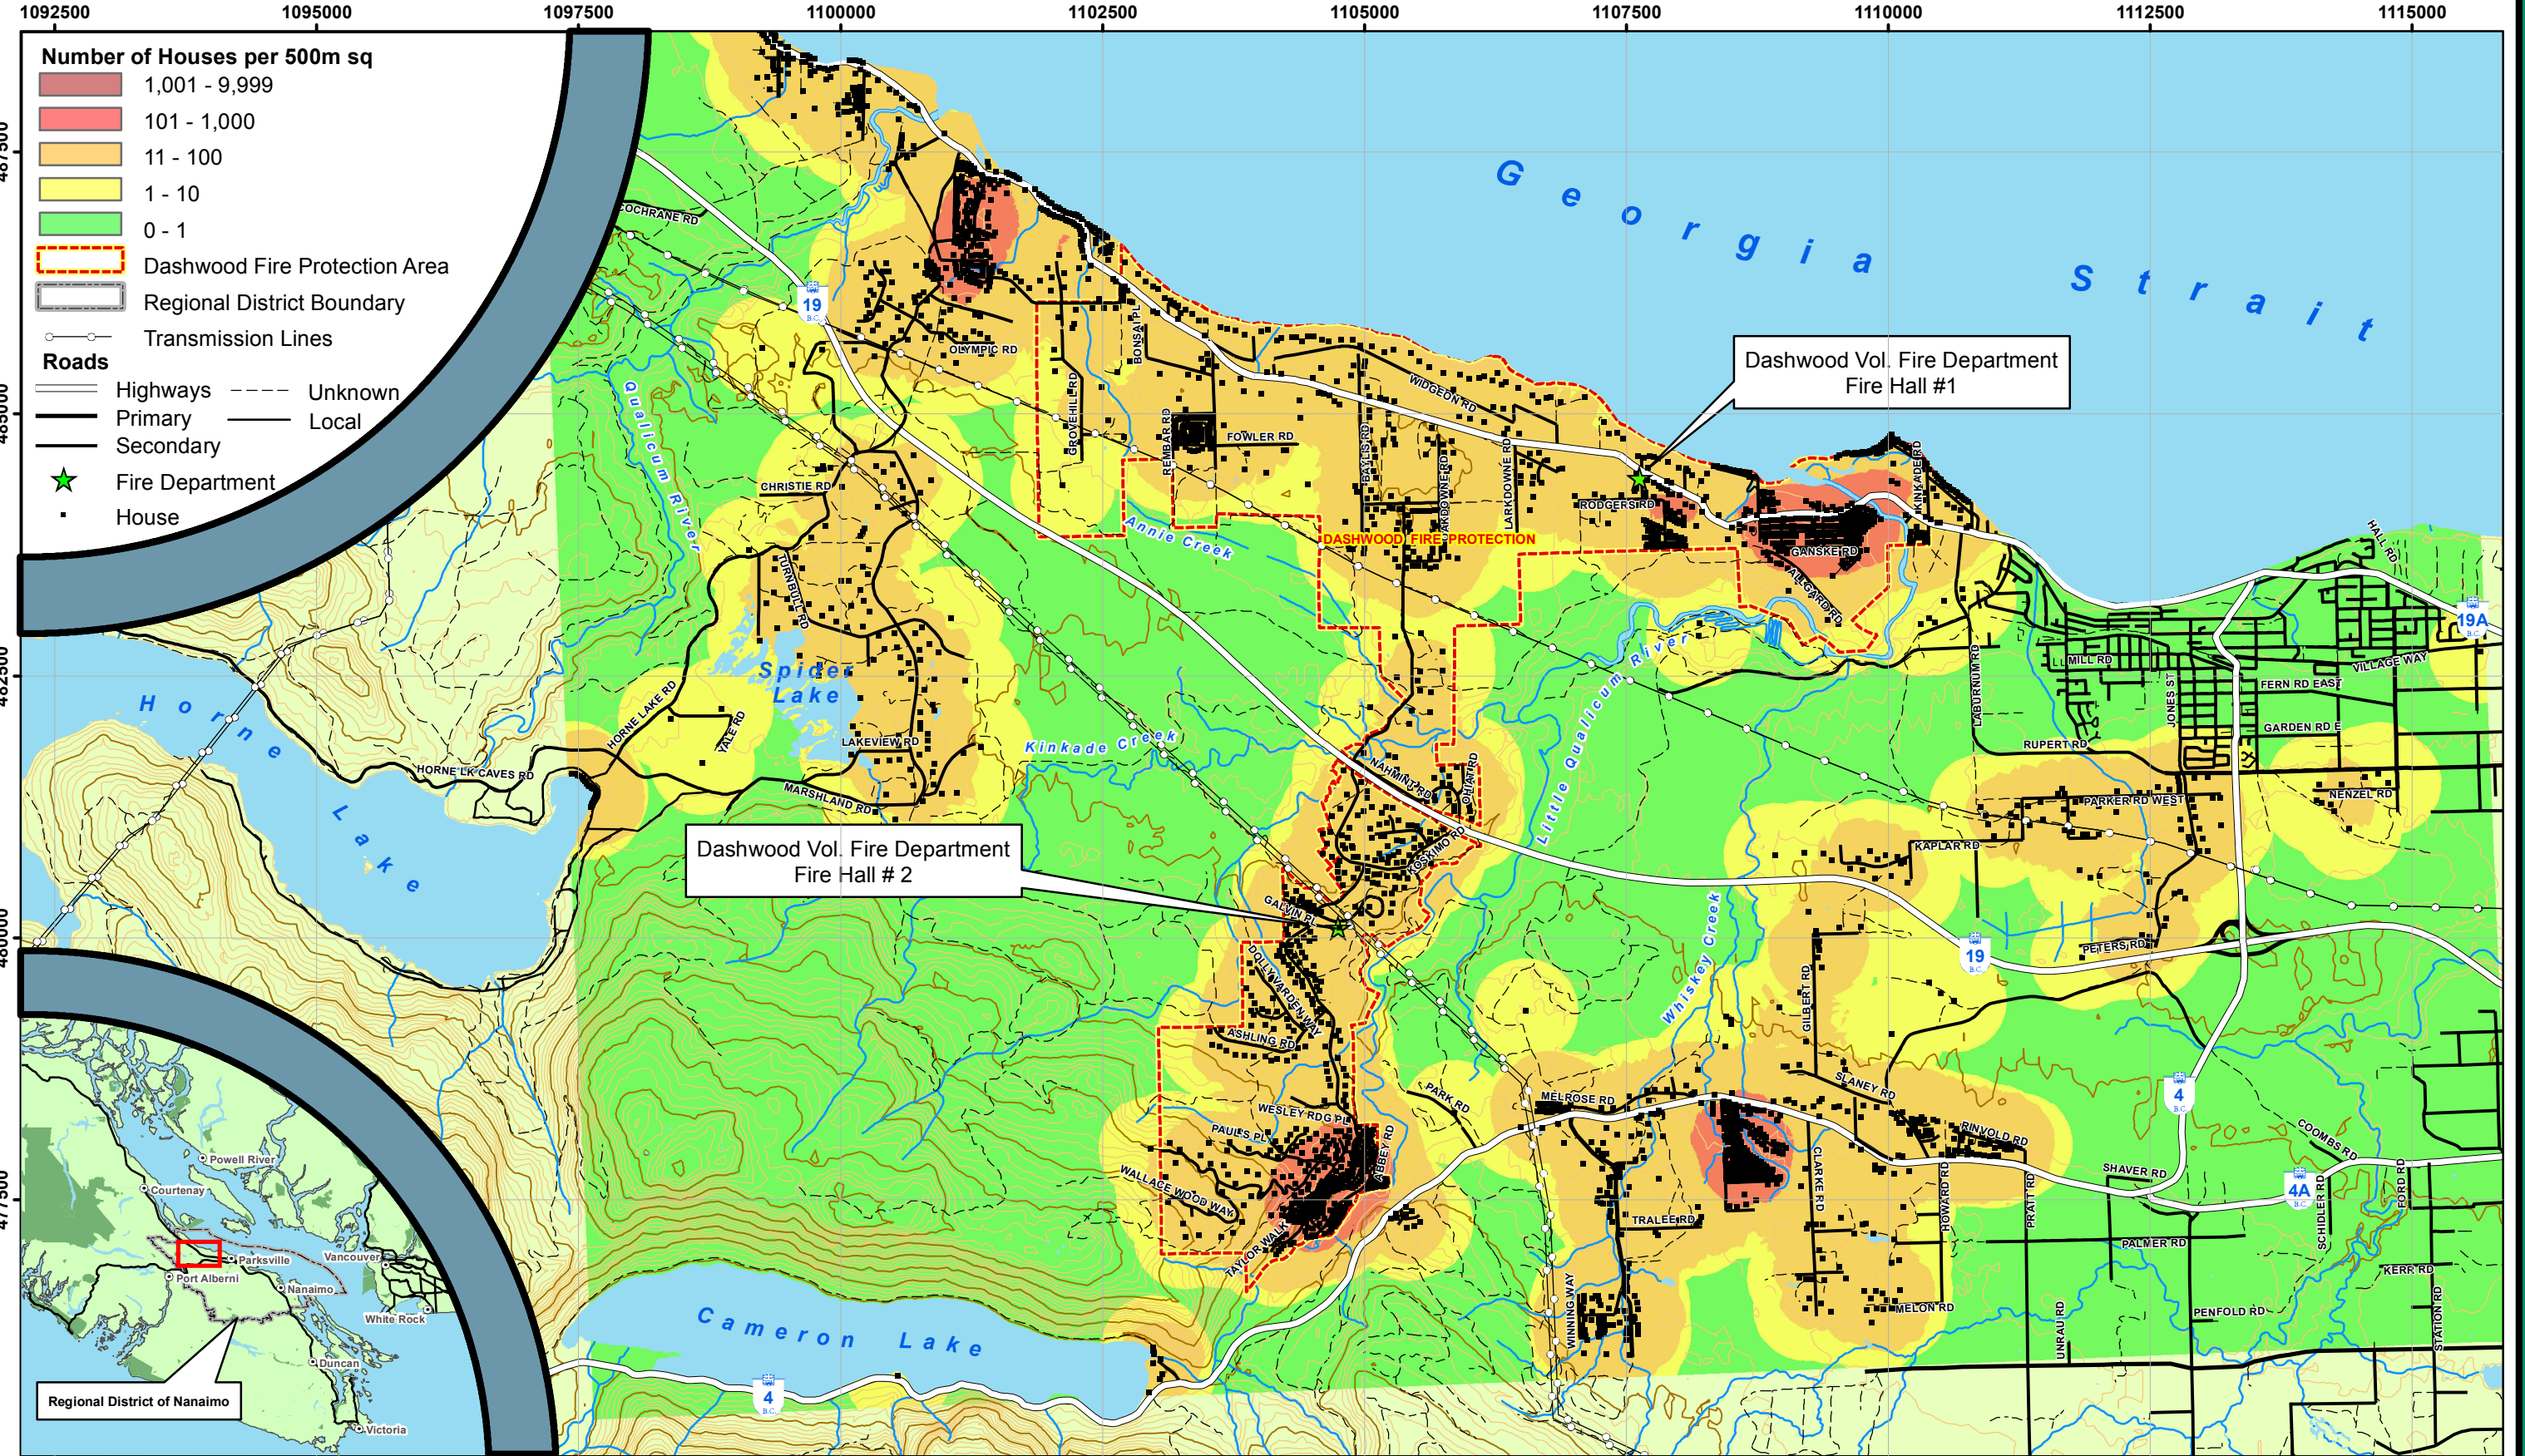 1092500
1095000
1097500
1100000
1102500
1105000
1107500
1110000
1112500
1115000
Number of Houses per 500m sq
1,001 - 9,999
101 - 1,000
11 - 100
1 - 10
0 - 1
Dashwood Fire Protection Area
Regional District Boundary
Transmission Lines
Roads
Highways
Unknown
Primary
Local
Secondary
Fire Department
House
487500
485000
482500
480000
477500
Georgia Strait
COCHRANE RD
19
B.C.
OLYMPIC RD
BONSAI PL
GROVEHILL RD
REMBAR RD
FOWLER RD
BAYLIS RD
WIDGEON RD
LARKDOWNE RD
Dashwood Vol. Fire Department
Fire Hall #1
RODGERS RD
KINKADE RD
GANSKE RD
ALLGARD RD
HALL RD
19A
B.C.
DASHWOOD FIRE PROTECTION
Qualicum River
CHRISTIE RD
Annie Creek
TURNBULL RD
Spider
Lake
HORNE LAKE RD
YALE RD
LAKEVIEW RD
MARSHLAND RD
Kinkade Creek
Little Qualicum River
LABURNUM RD
MILL RD
JONES ST
VILLAGE WAY
FERN RD EAST
GARDEN RD E
RUPERT RD
PARKER RD WEST
NENZEL RD
KAPLAR RD
Horne Lake
HORNE LK CAVES RD
NAHMINT RD
OHIAT RD
KOSKIMO RD
Dashwood Vol. Fire Department
Fire Hall # 2
GALVIN PL
DOLLY VARDEN WAY
ASHLING RD
Whiskey Creek
GILBERT RD
19
B.C.
PETERS RD
WESLEY RDG PL
PAULS PL
WALLACE WOOD WAY
TAYLOR WALK
ABBEY RD
PARK RD
MELROSE RD
SLANEY RD
RINVOLD RD
CLARKE RD
HOWARD RD
PRATT RD
TRALEE RD
WINNING WAY
MELON RD
4
B.C.
COOMBS RD
SHAVER RD
4A
B.C.
SCHIDLER RD
FORD RD
PALMER RD
KERR RD
PENFOLD RD
UNRAU RD
STATION RD
Cameron Lake
4
B.C.
Powell River
Courtenay
Parksville
Vancouver
Port Alberni
Nanaimo
White Rock
Duncan
Regional District of Nanaimo
Victoria